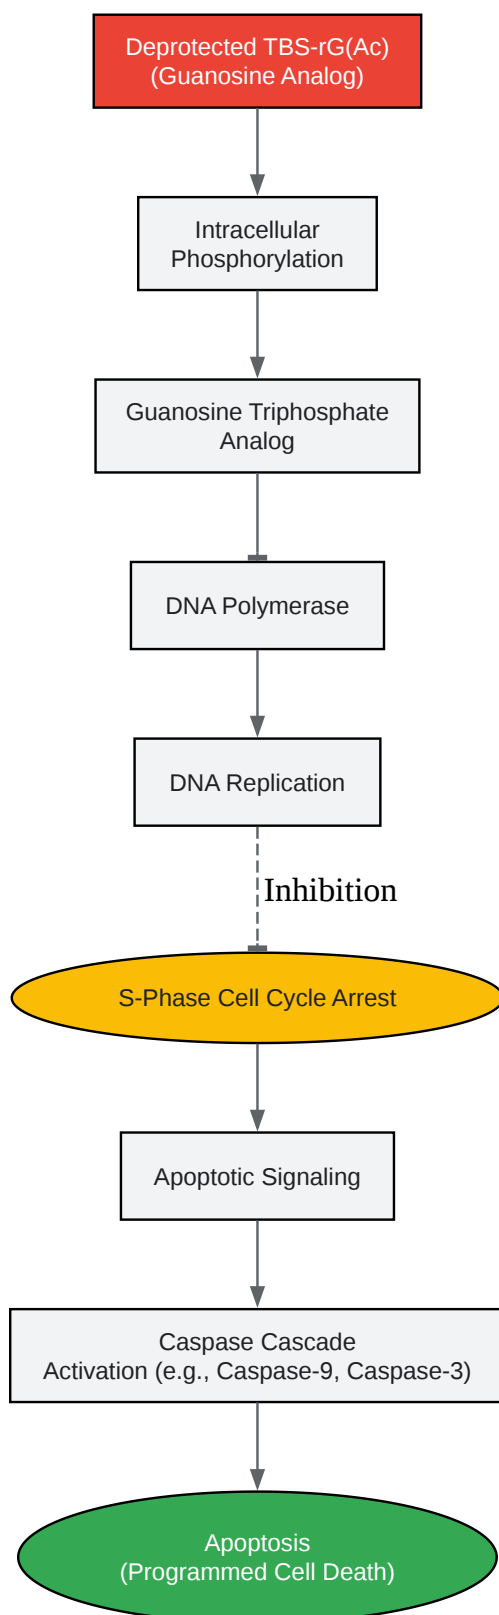 Deprotected TBS-rG(Ac)
(Guanosine Analog)
Intracellular
Phosphorylation
Guanosine Triphosphate
Analog
DNA Polymerase
DNA Replication
Inhibition
S-Phase Cell Cycle Arrest
Apoptotic Signaling
Caspase Cascade
Activation (e.g., Caspase-9, Caspase-3)
Apoptosis
(Programmed Cell Death)